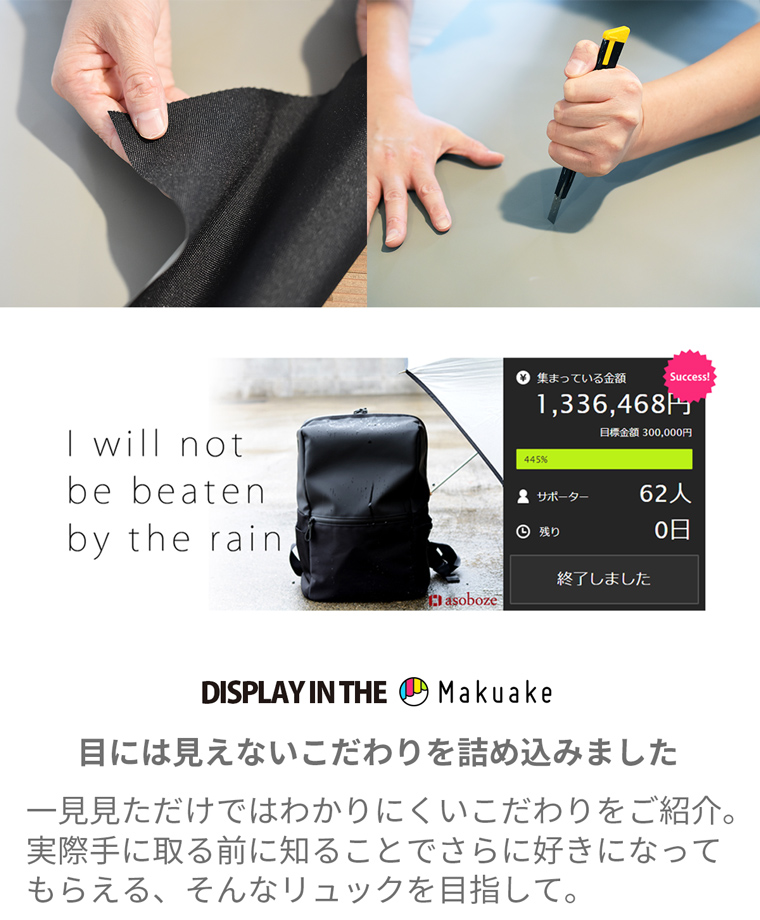 I will not
be beaten
by the rain
asoboze
¥ 集まっている金額
Success!
1,336,468円
目標金額 300,000円
445%
サポーター 62人
残り 0日
終了しました
DISPLAY IN THE Makuake
目には見えないこだわりを詰め込みました
一見見ただけではわかりにくいこだわりをご紹介。
実際手に取る前に知ることでさらに好きになって
もらえる、そんなリュックを目指して。